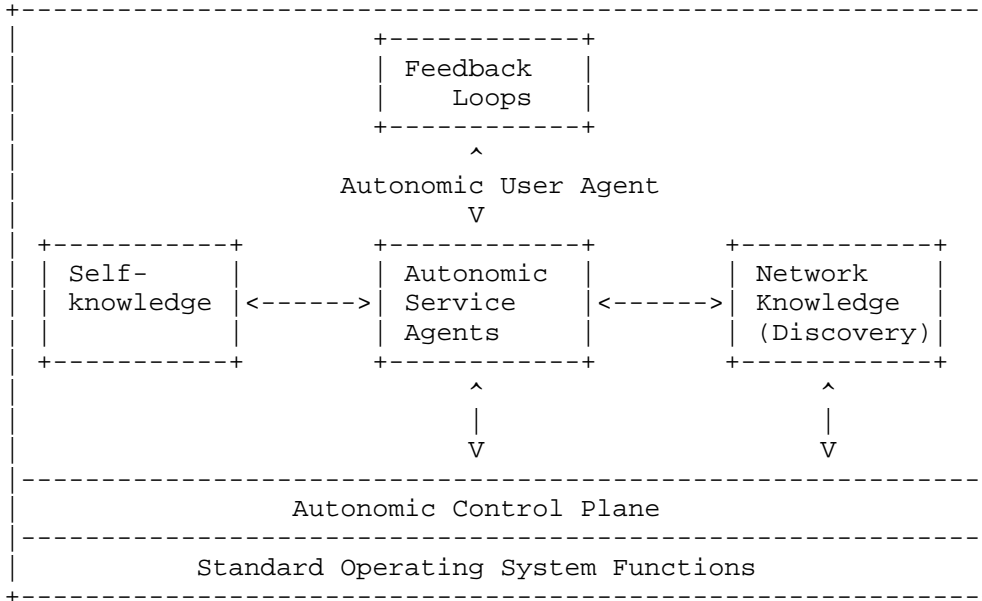 Feedback
Loops
Autonomic User Agent
V
Self-
knowledge
Autonomic
Service
Agents
Network
Knowledge
(Discovery)
V
V
Autonomic Control Plane
Standard Operating System Functions